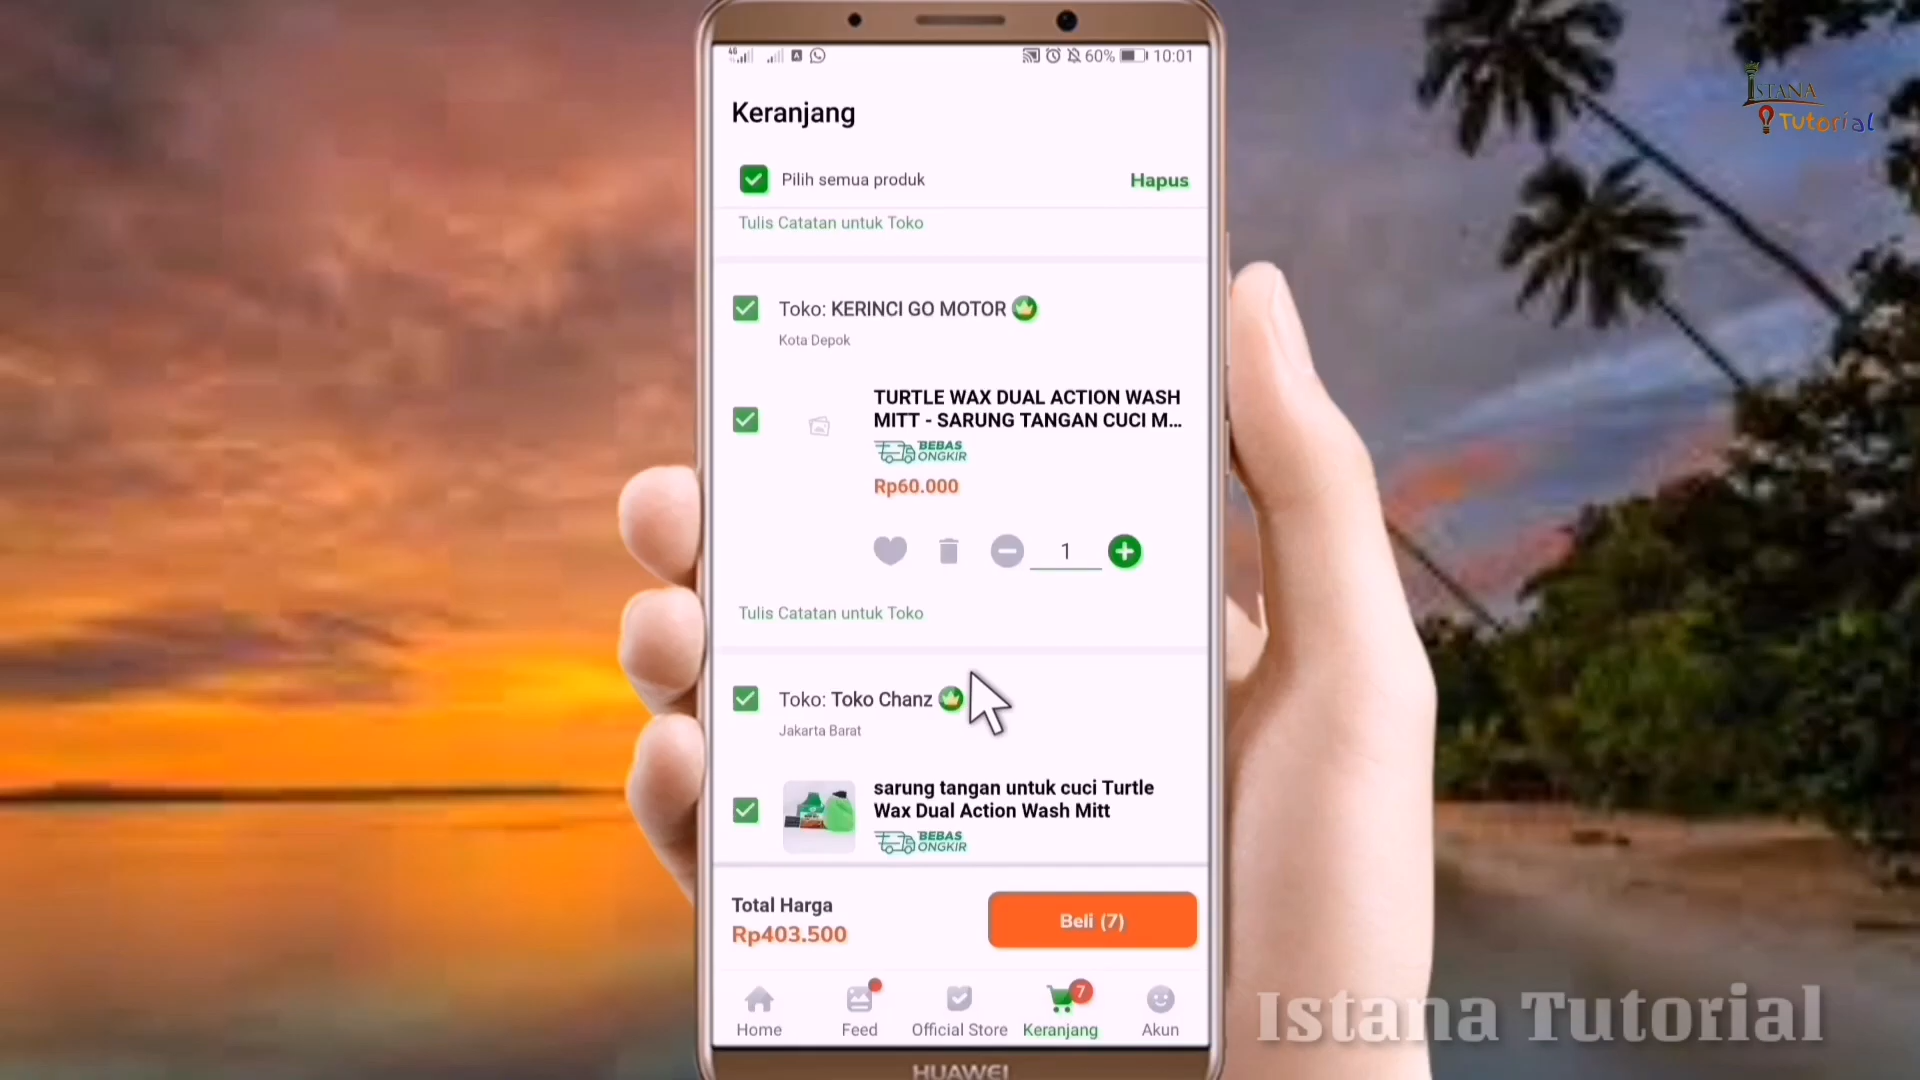 4G
60% 10:01
ISTANA
Tutorial
Keranjang
Pilih semua produk Hapus
Tulis Catatan untuk Toko
Toko: KERINCI GO MOTOR
Kota Depok
TURTLE WAX DUAL ACTION WASH
MITT - SARUNG TANGAN CUCI M...
BEBAS
ONGKIR
Rp60.000
1
Tulis Catatan untuk Toko
Toko: Toko Chanz
Jakarta Barat
sarung tangan untuk cuci Turtle
Wax Dual Action Wash Mitt
BEBAS
ONGKIR
Total Harga
Rp403.500
Beli (7)
7
Home Feed Official Store Keranjang Akun
HUAWEI
Istana Tutorial